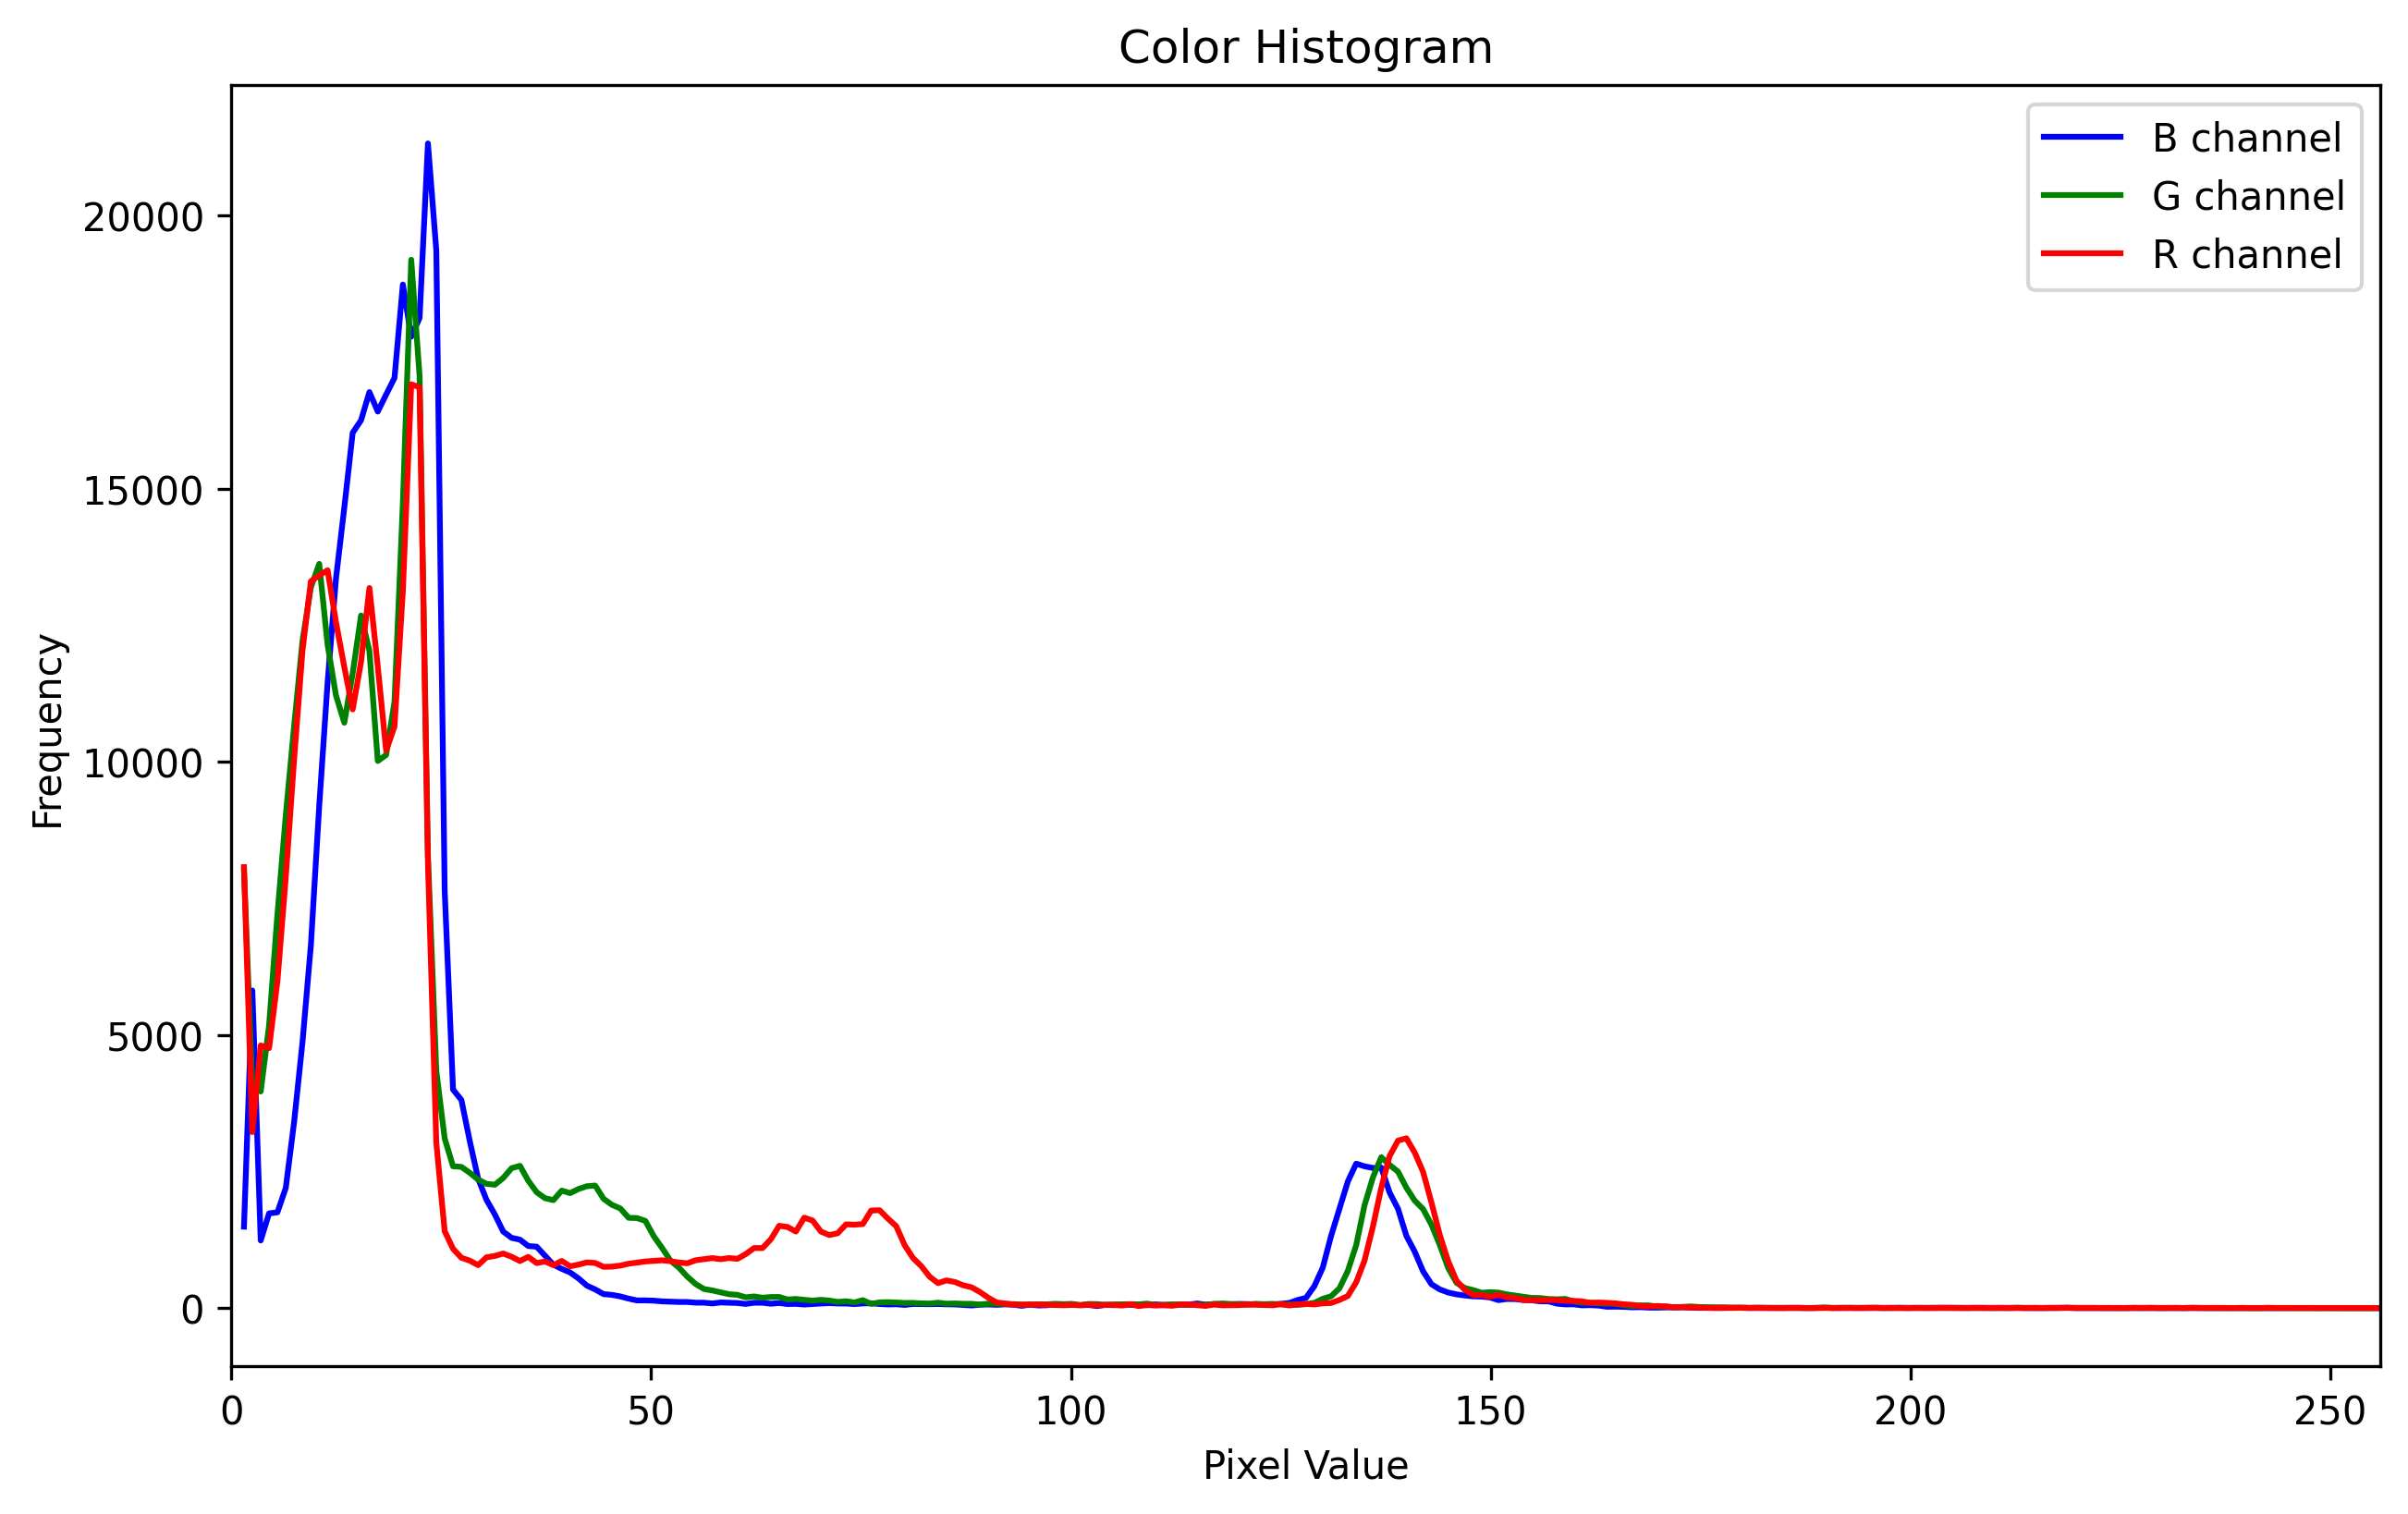 Color Histogram
B channel
G channel
R channel
Frequency
20000
15000
10000
5000
0
0 50 100 150 200 250
Pixel Value